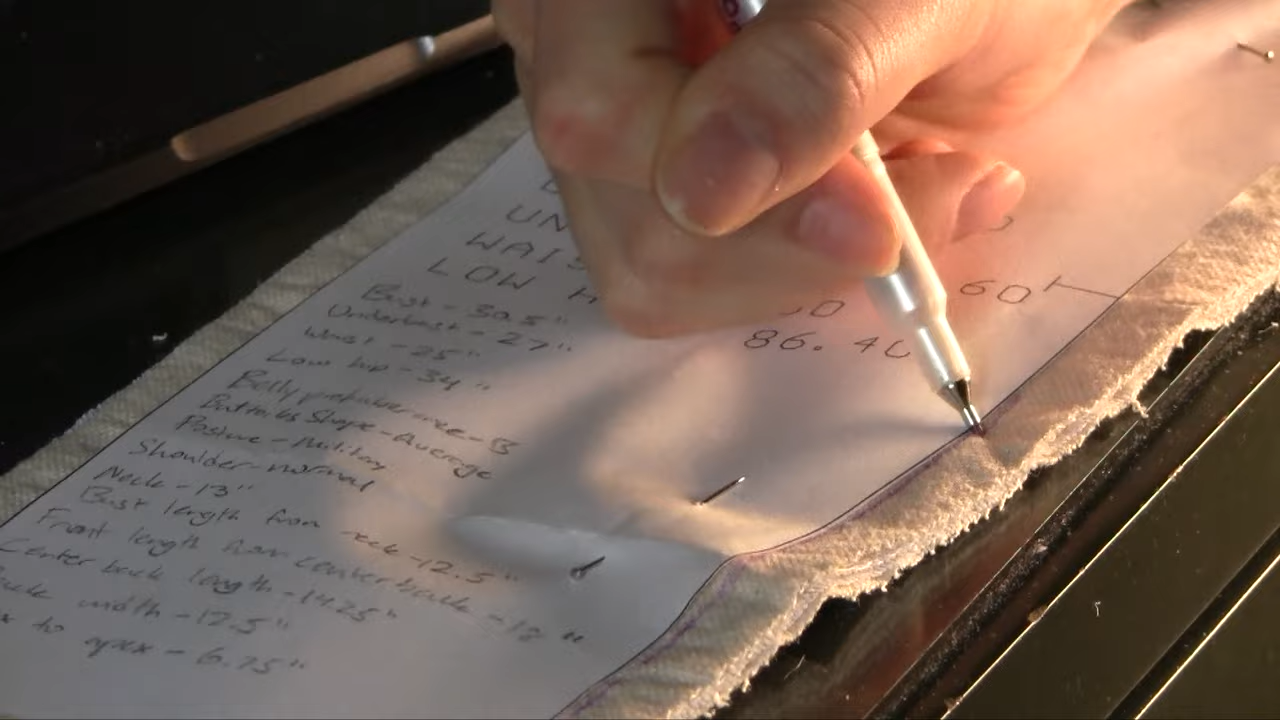 UN
WAIS
LOW H 60
86.40
Bust - 30.5"
Underbust - 27"
Waist - 25"
Low hip - 34"
Belly protuberance - B
Buttocks Shape - Average
Posture - Military
Shoulder - normal
Neck - 13"
Bust length from neck - 12.5"
Front length from center back - 18"
Center back length - 14.25"
width - 12.5"
to apex - 6.75"